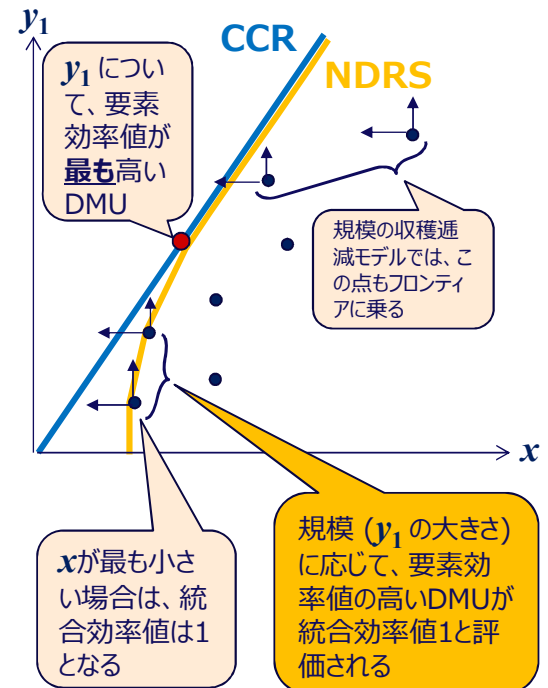 y₁
CCR
NDRS
y₁ につい
て、要素
効率値が
最も高い
DMU
規模の収穫逓
減モデルでは、こ
の点もフロンティ
アに乗る
x
xが最も小さ
い場合は、統
合効率値は1
となる
規模 (y₁ の大きさ)
に応じて、要素効
率値の高いDMUが
統合効率値1と評
価される